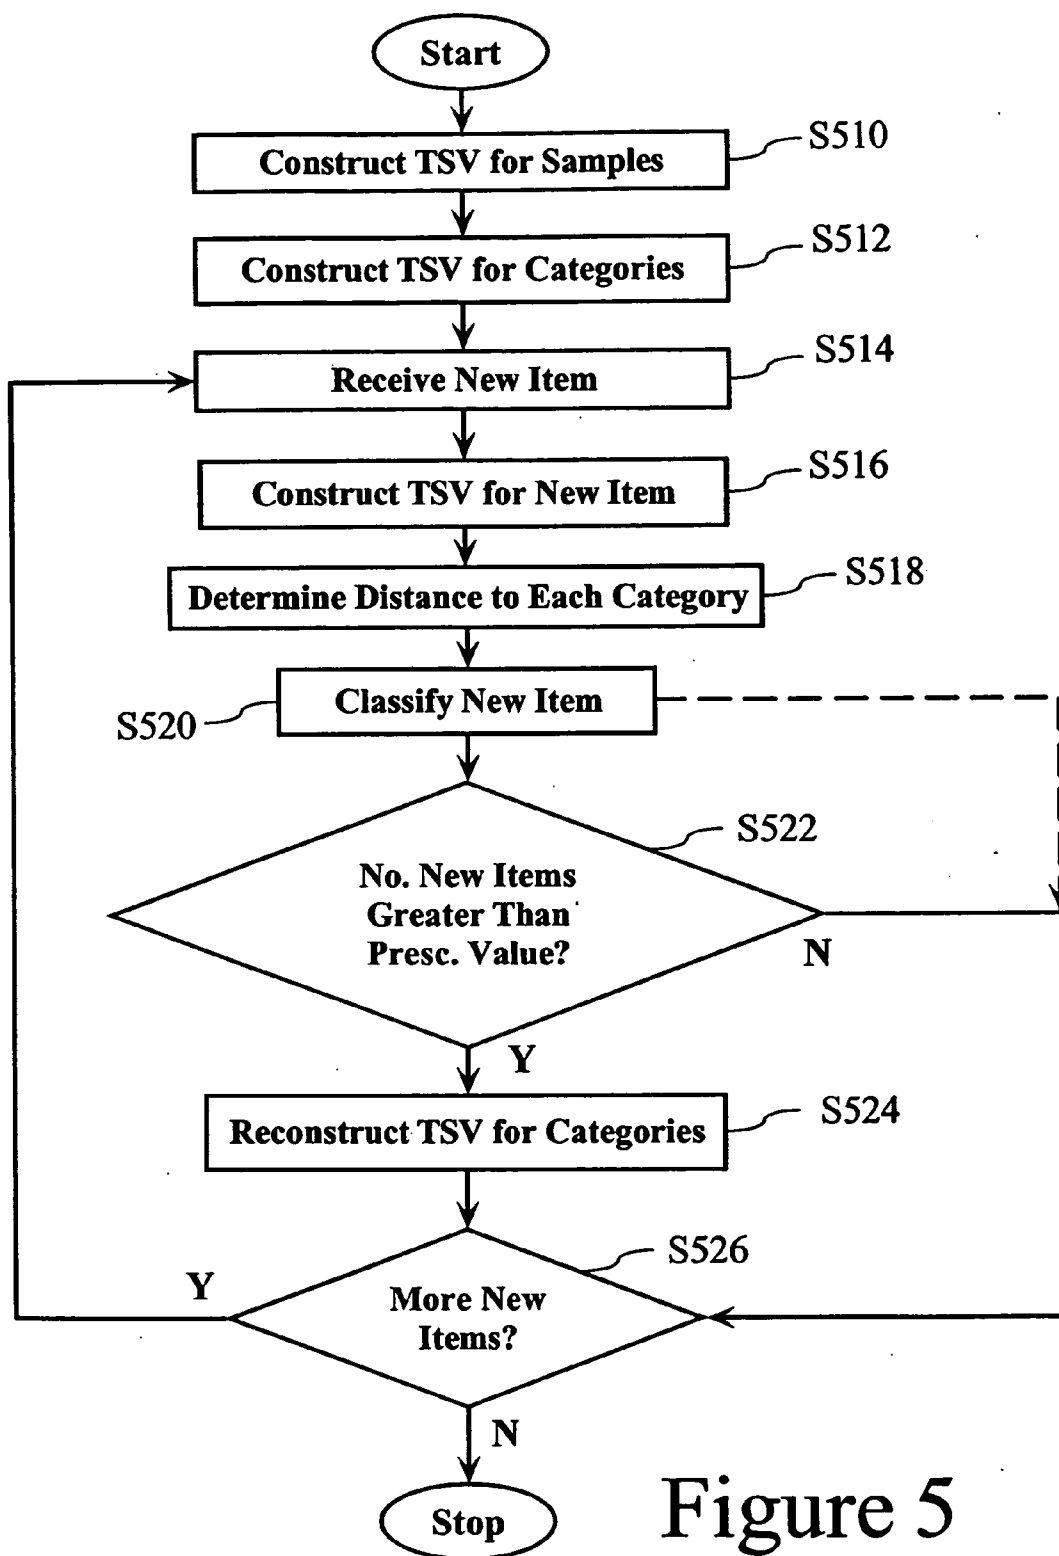 Start
Construct TSV for Samples
S510
Construct TSV for Categories
S512
Receive New Item
S514
Construct TSV for New Item
S516
Determine Distance to Each Category
S518
Classify New Item
S520
No. New Items
Greater Than
Presc. Value?
S522
N
Y
Reconstruct TSV for Categories
S524
More New
Items?
S526
Y
N
Stop
Figure 5